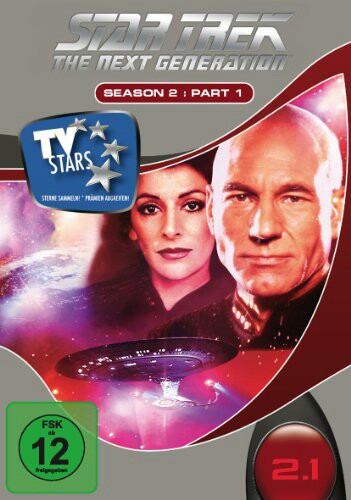 STAR TREK
THE NEXT GENERATION
SEASON 2 : PART 1
TV
STARS
STERNE SAMMELN! * PRÄMIEN ABGREIFEN!
FSK
ab
12
freigegeben
2.1